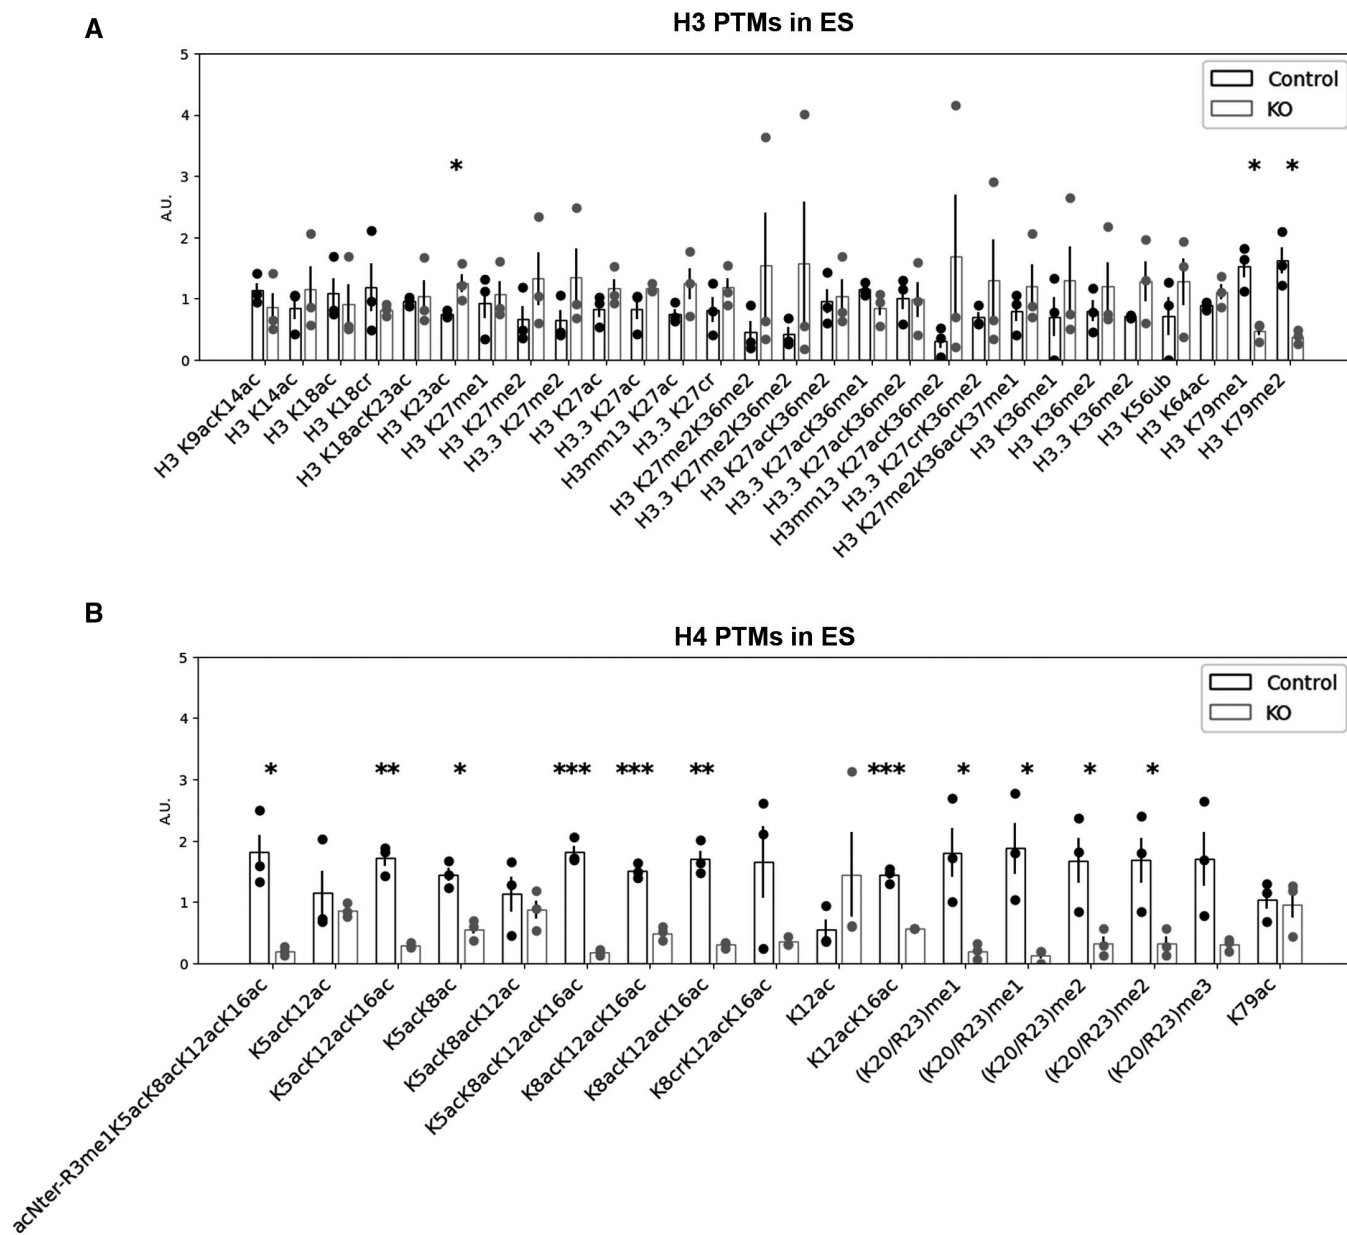 A
H3 PTMs in ES
5
4
3
2
1
0
A.U.
Control
KO
*
*
*
H3 K9acK14ac
H3 K14ac
H3 K18ac
H3 K18cr
H3 K18acK23ac
H3 K23ac
H3 K27me1
H3 K27me2
H3.3 K27me2
H3 K27ac
H3.3 K27ac
H3mm13 K27ac
H3.3 K27cr
H3 K27me2K36me2
H3.3 K27me2K36me2
H3 K27acK36me2
H3.3 K27acK36me1
H3.3 K27acK36me2
H3mm13 K27acK36me2
H3.3 K27crK36me2
H3 K27me2K36acK37me1
H3 K36me1
H3 K36me2
H3.3 K36me2
H3 K56ub
H3 K64ac
H3 K79me1
H3 K79me2
B
H4 PTMs in ES
5
4
3
2
1
0
A.U.
Control
KO
*
**
*
***
***
**
***
*
*
*
*
acNter-R3me1K5acK8acK12acK16ac
K5acK12ac
K5acK12acK16ac
K5acK8ac
K5acK8acK12ac
K5acK8acK12acK16ac
K8acK12acK16ac
K8acK12acK16ac
K8crK12acK16ac
K12ac
K12acK16ac
(K20/R23)me1
(K20/R23)me1
(K20/R23)me2
(K20/R23)me2
(K20/R23)me3
K79ac